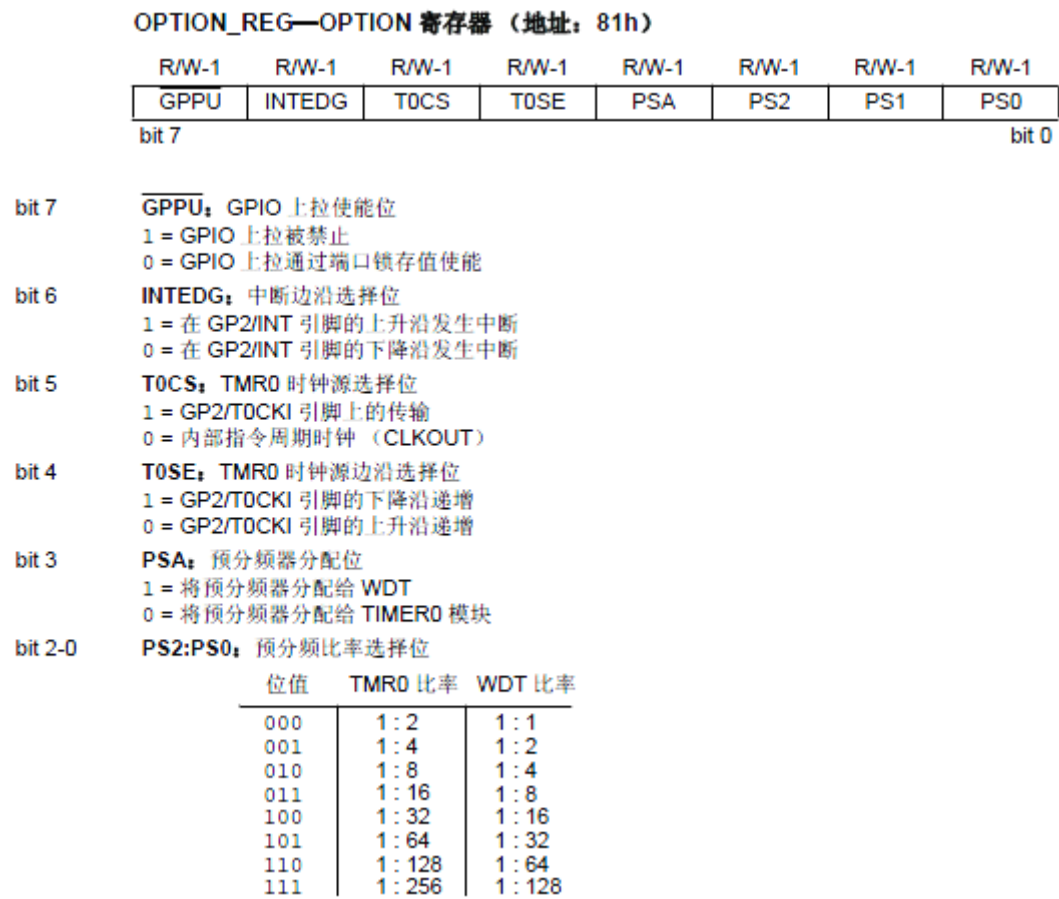 OPTION_REG—OPTION 寄存器 （地址：81h）
R/W-1 R/W-1 R/W-1 R/W-1 R/W-1 R/W-1 R/W-1 R/W-1
GPPU INTEDG T0CS T0SE PSA PS2 PS1 PS0
bit 7 bit 0
bit 7 GPPU：GPIO 上拉使能位
1 = GPIO 上拉被禁止
0 = GPIO 上拉通过端口锁存值使能
bit 6 INTEDG：中断边沿选择位
1 = 在 GP2/INT 引脚的上升沿发生中断
0 = 在 GP2/INT 引脚的下降沿发生中断
bit 5 T0CS：TMR0 时钟源选择位
1 = GP2/T0CKI 引脚上的传输
0 = 内部指令周期时钟 （CLKOUT）
bit 4 T0SE：TMR0 时钟源边沿选择位
1 = GP2/T0CKI 引脚的下降沿递增
0 = GP2/T0CKI 引脚的上升沿递增
bit 3 PSA：预分频器分配位
1 = 将预分频器分配给 WDT
0 = 将预分频器分配给 TIMER0 模块
bit 2-0 PS2:PS0：预分频比率选择位
位值 TMR0 比率 WDT 比率
000 1 : 2 1 : 1
001 1 : 4 1 : 2
010 1 : 8 1 : 4
011 1 : 16 1 : 8
100 1 : 32 1 : 16
101 1 : 64 1 : 32
110 1 : 128 1 : 64
111 1 : 256 1 : 128